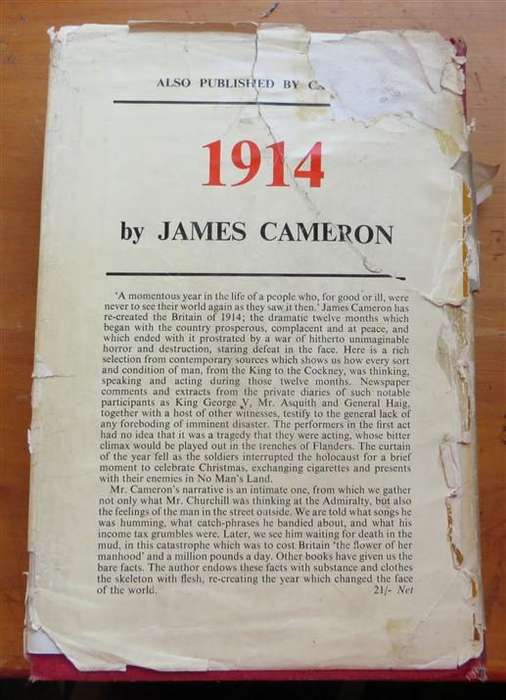 ALSO PUBLISHED BY
1914
by JAMES CAMERON
'A momentous year in the life of a people who, for good or ill, were
never to see their world again as they saw it then.' James Cameron has
re-created the Britain of 1914; the dramatic twelve months which
began with the country prosperous, complacent and at peace, and
which ended with it prostrated by a war of hitherto unimaginable
horror and destruction, staring defeat in the face. Here is a rich
selection from contemporary sources which shows us how every sort
and condition of man, from the King to the Cockney, was thinking,
speaking and acting during those twelve months. Newspaper
comments and extracts from the private diaries of such notable
participants as King George V, Mr. Asquith and General Haig,
together with a host of other witnesses, testify to the general lack of
any foreboding of imminent disaster. The performers in the first act
had no idea that it was a tragedy that they were acting, whose bitter
climax would be played out in the trenches of Flanders. The curtain
of the year fell as the soldiers interrupted the holocaust for a brief
moment to celebrate Christmas, exchanging cigarettes and presents
with their enemies in No Man's Land.
Mr. Cameron's narrative is an intimate one, from which we gather
not only what Mr. Churchill was thinking at the Admiralty, but also
the feelings of the man in the street outside. We are told what songs he
was humming, what catch-phrases he bandied about, and what his
income tax grumbles were. Later, we see him waiting for death in the
mud, in this catastrophe which was to cost Britain 'the flower of her
manhood' and a million pounds a day. Other books have given us the
bare facts. The author endows these facts with substance and clothes
the skeleton with flesh, re-creating the year which changed the face
of the world. 21/- Net